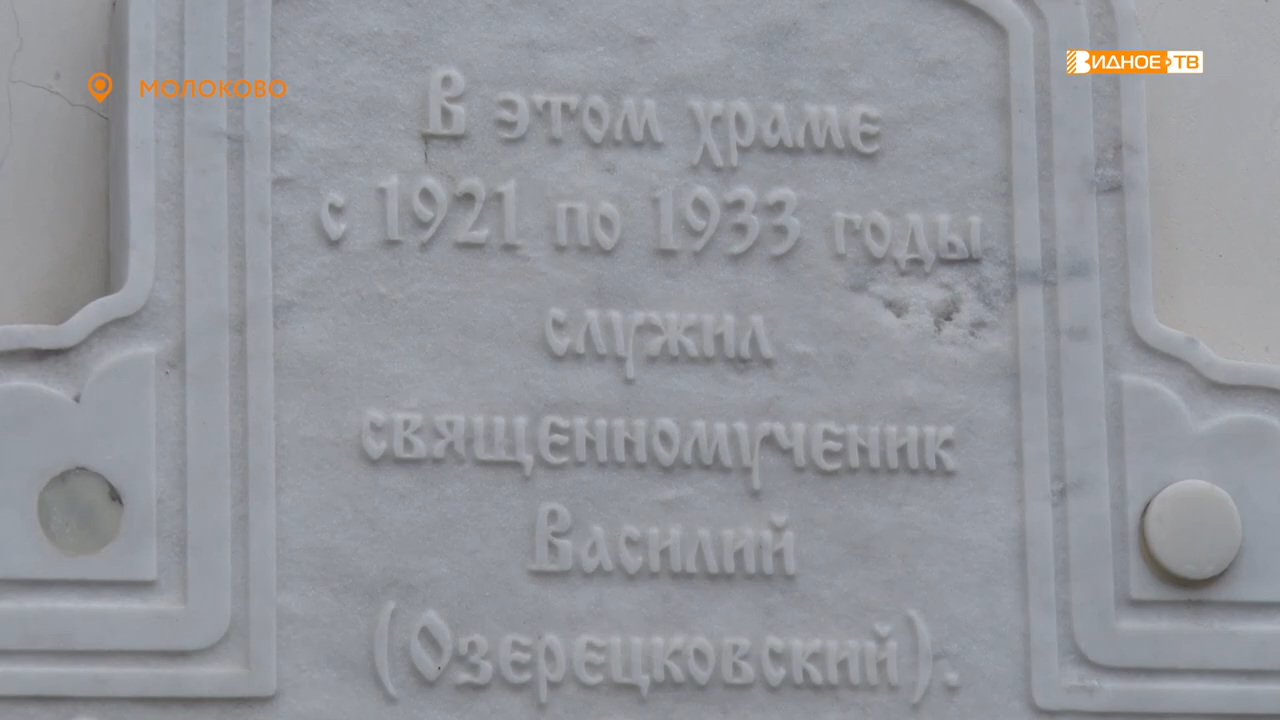 МОЛОКОВО
ВИДНОЕ ТВ
В этом храме
с 1921 по 1933 годы
служил
священномученик
Василий
(Озерецковский).